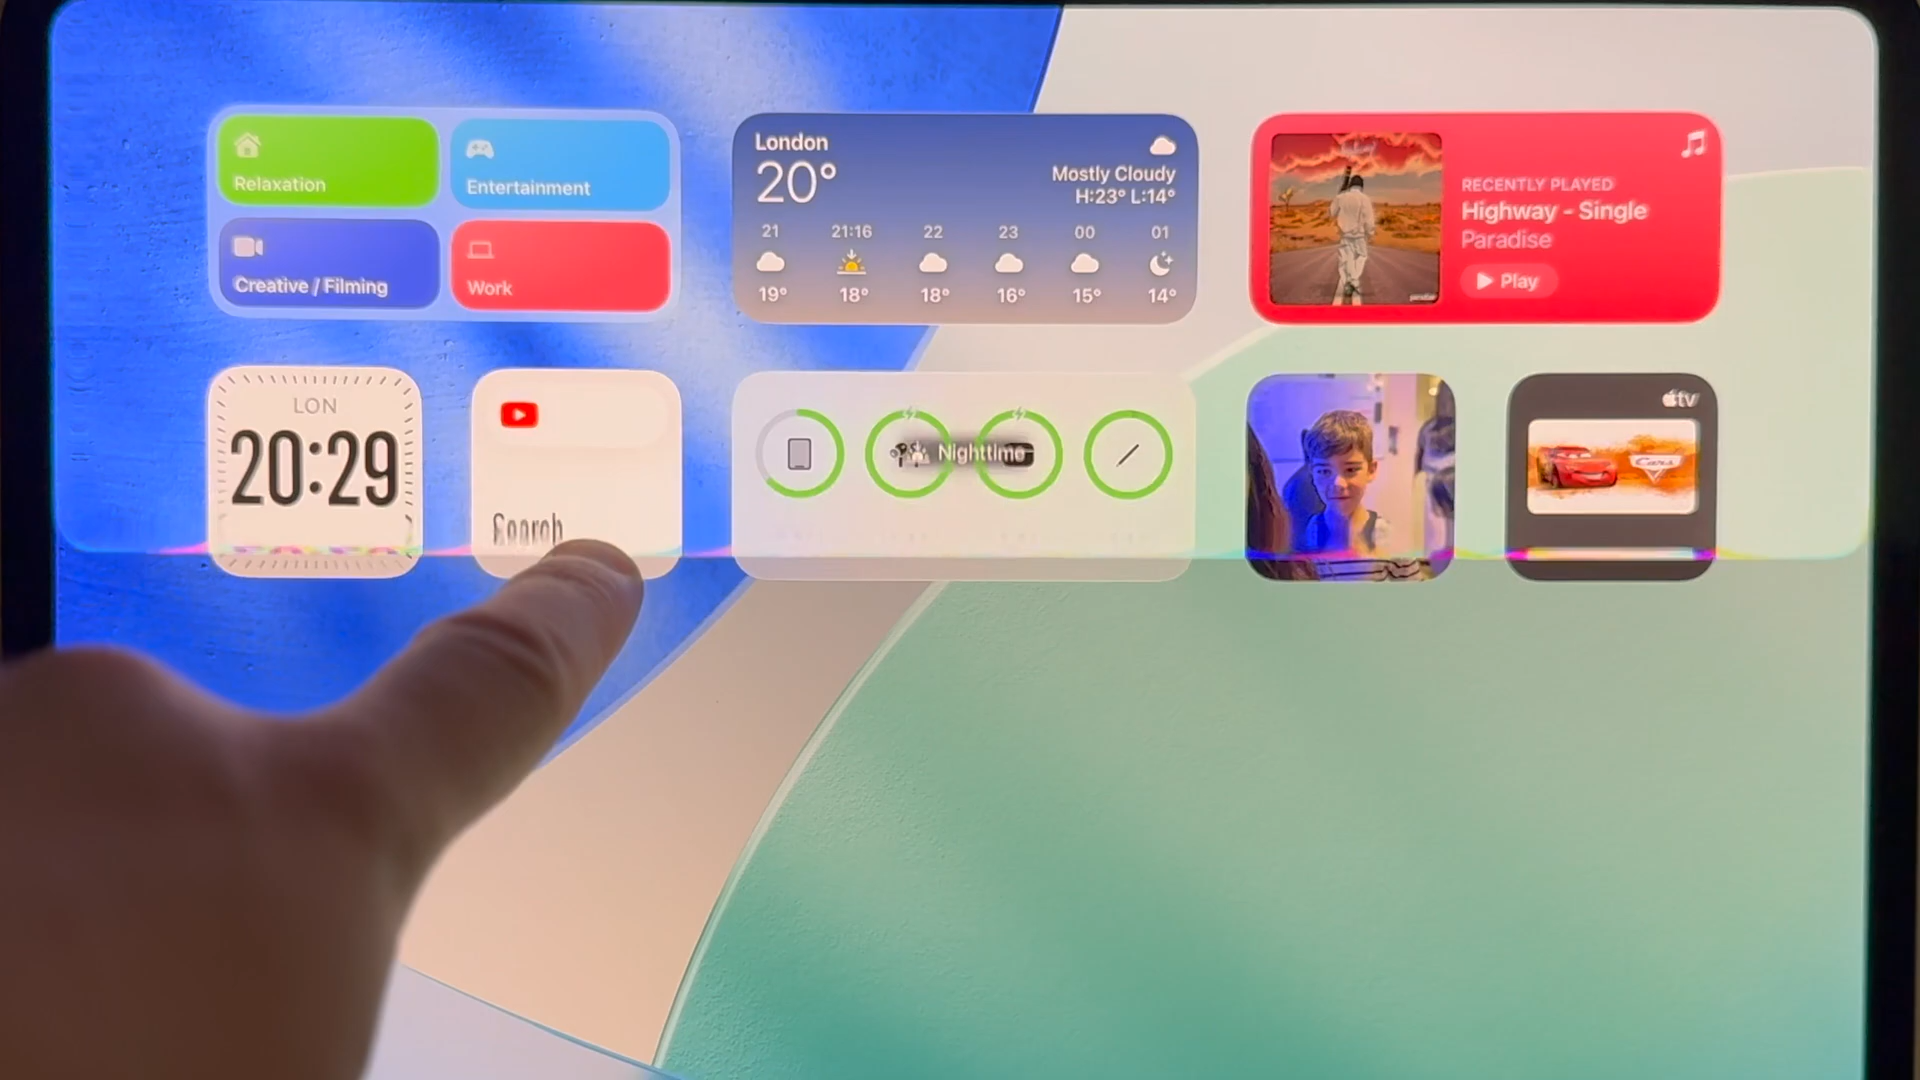 Relaxation
Entertainment
Creative / Filming
Work
London
20°
Mostly Cloudy
H:23° L:14°
21 21:16 22 23 00 01
19° 18° 18° 16° 15° 14°
RECENTLY PLAYED
Highway - Single
Paradise
Play
LON
20:29
Search
Nighttime
tv
Cars